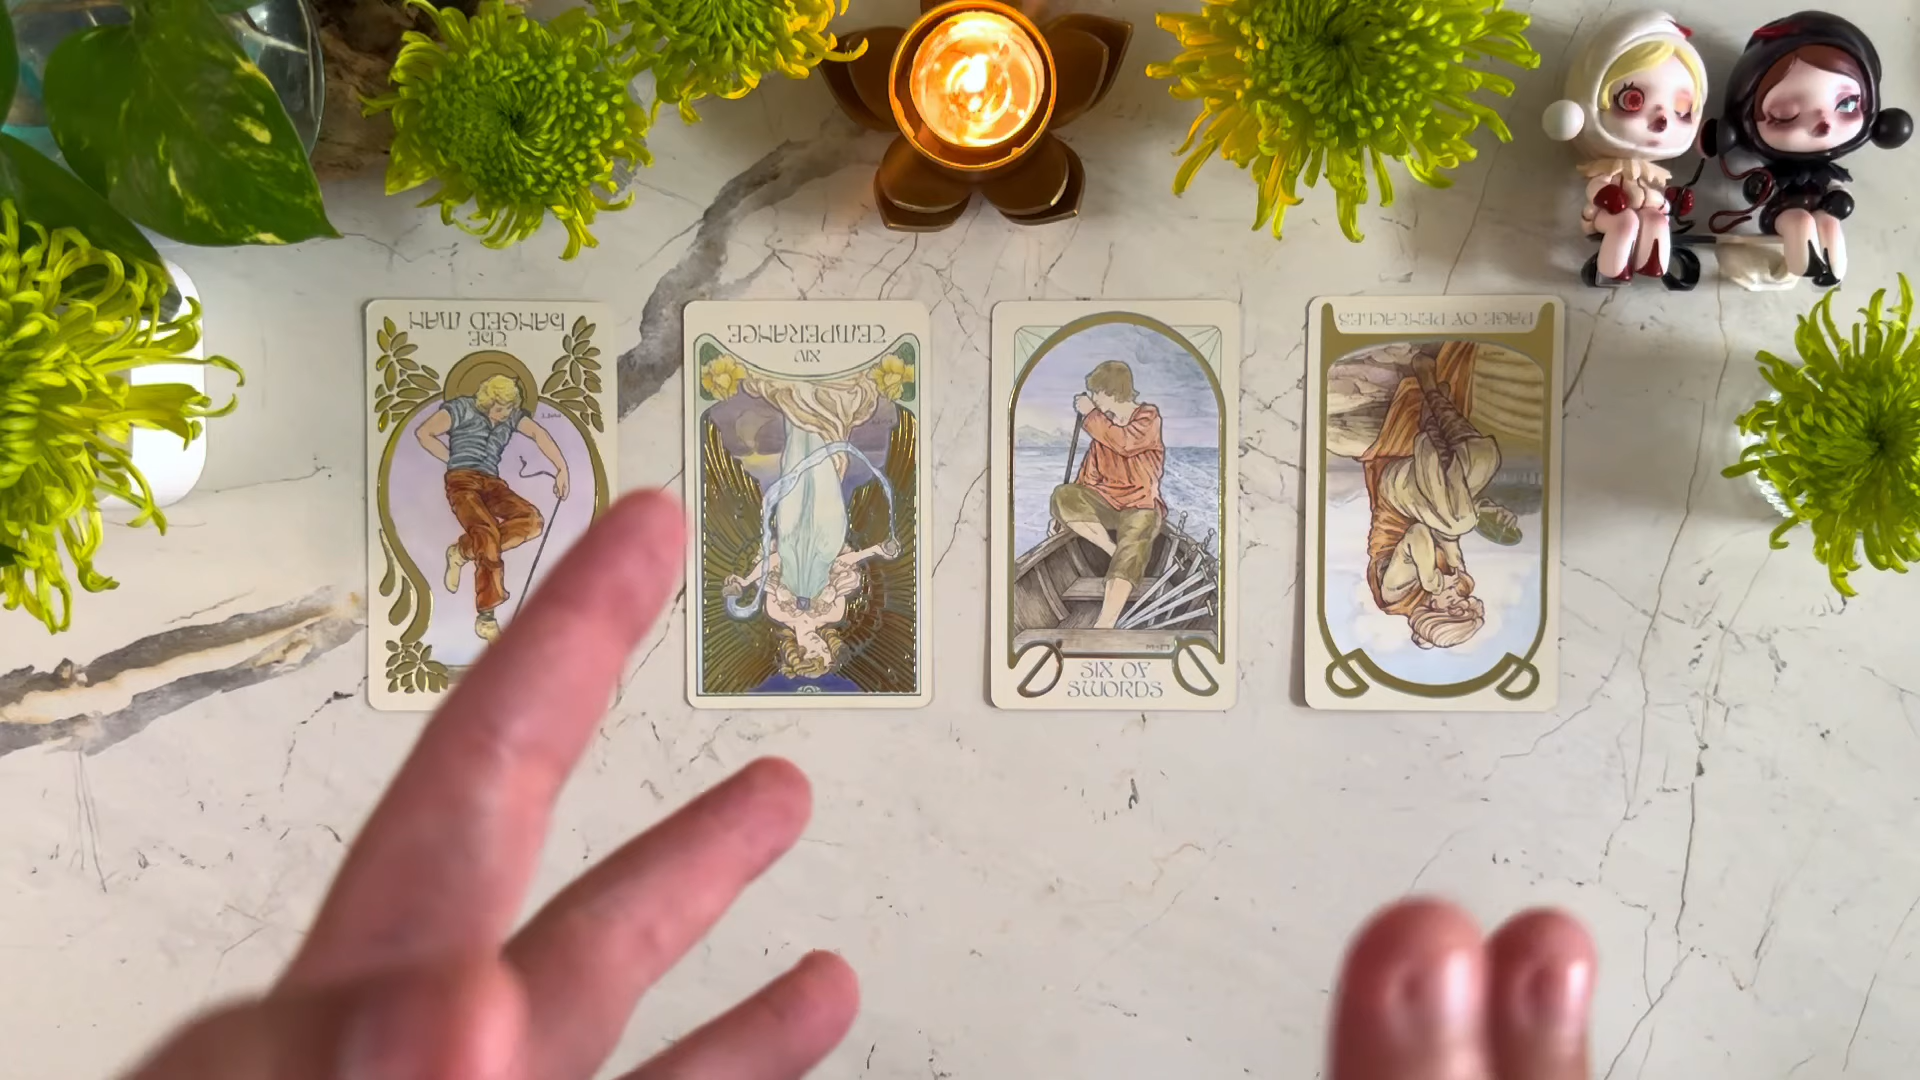 THE
HANGED MAN
XIV
TEMPERANCE
SIX OF
SWORDS
PAGE OF PENTACLES